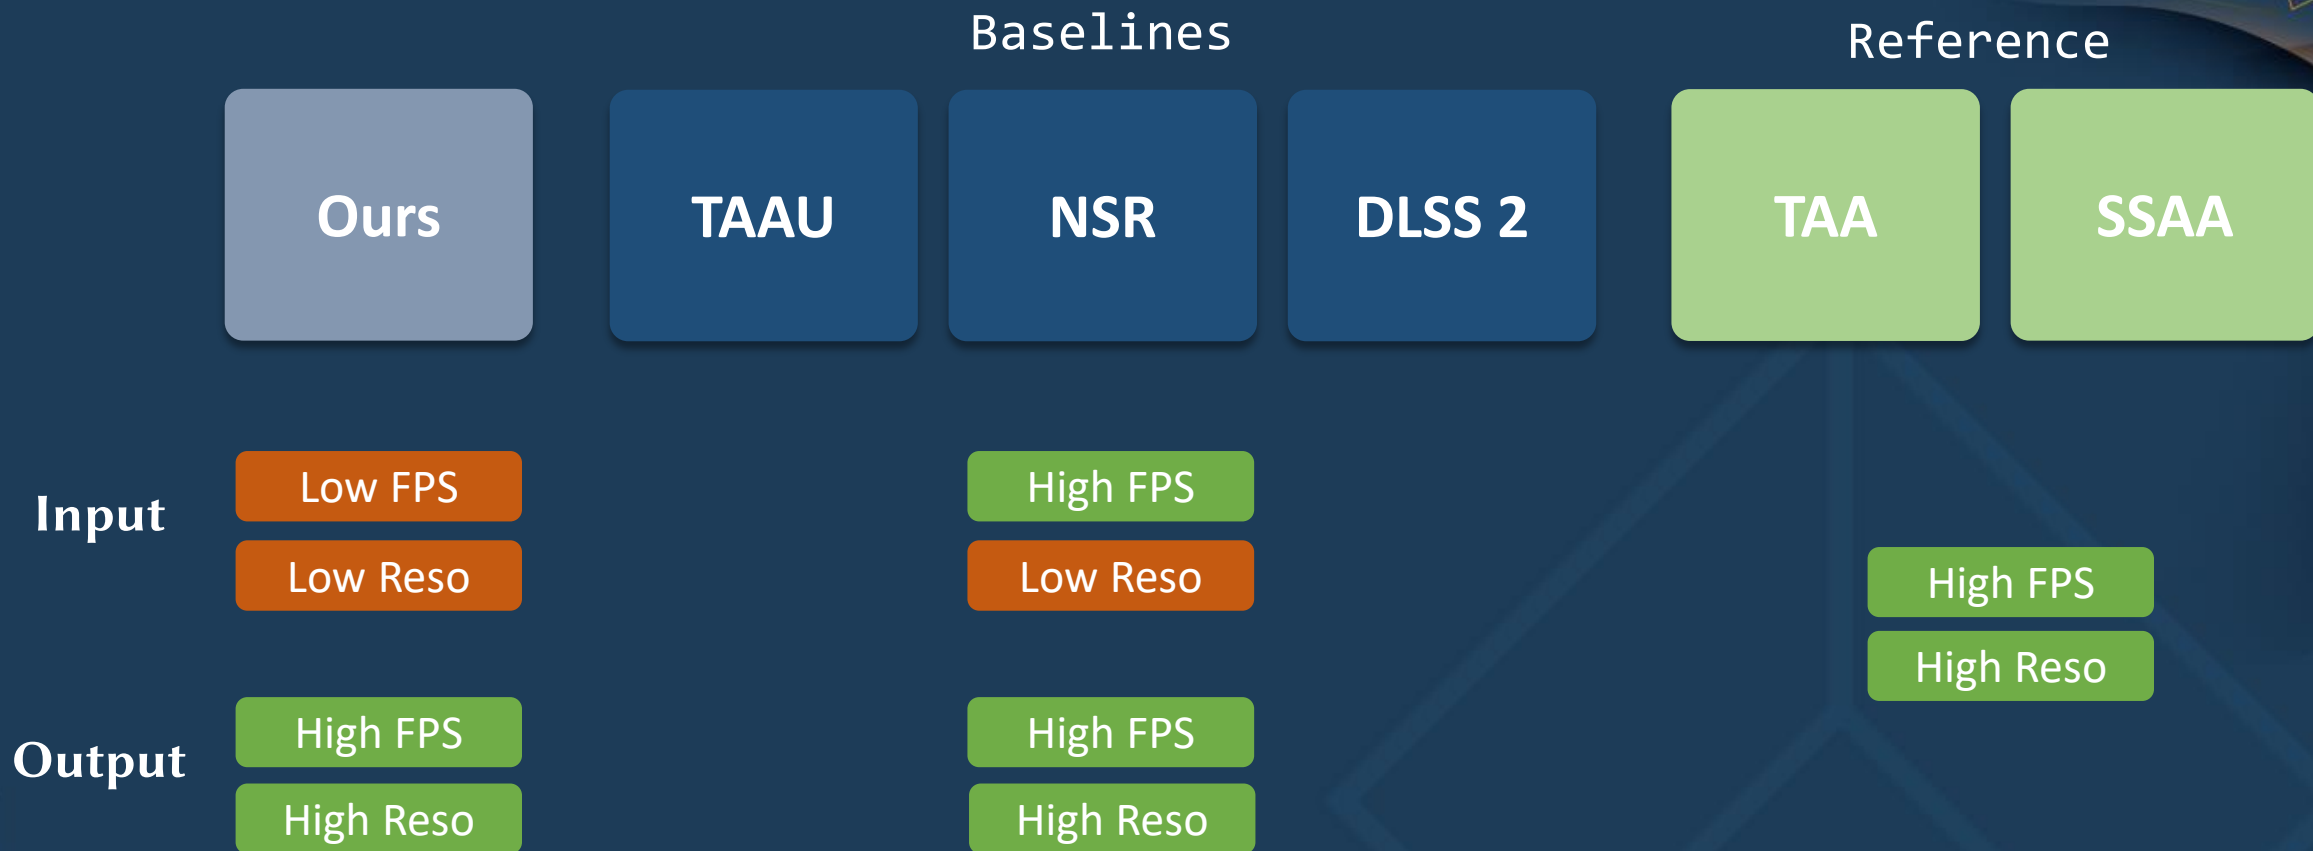 Baselines
Reference
Ours
TAAU
NSR
DLSS 2
TAA
SSAA
Input
Low FPS
Low Reso
High FPS
Low Reso
High FPS
High Reso
Output
High FPS
High Reso
High FPS
High Reso